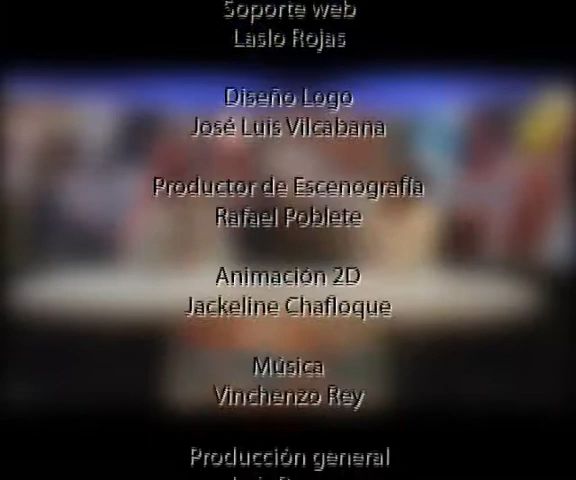 Soporte web
Laslo Rojas
Diseño Logo
José Luis Vilcabana
Productor de Escenografía
Rafael Poblete
Animación 2D
Jackeline Chafloque
Música
Vinchenzo Rey
Producción general